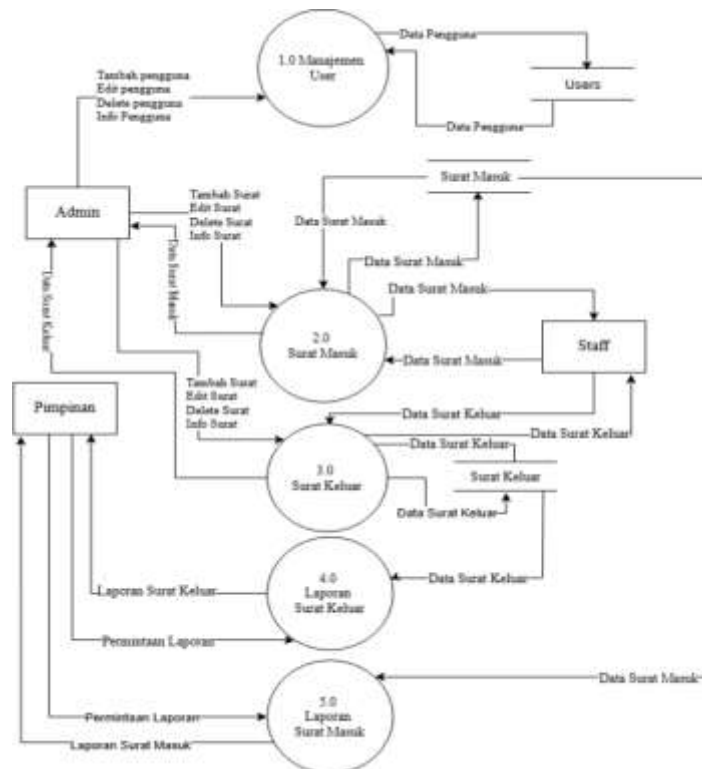 Data Pengguna
1.0 Manajemen
User
Users
Data Pengguna
Tambah pengguna
Edit pengguna
Delete pengguna
Info Pengguna
Surat Masuk
Admin
Tambah Surat
Edit Surat
Delete Surat
Info Surat
Data Surat Masuk
Data Surat Masuk
Data Surat Keluar
Data Surat Masuk
Data Surat Masuk
2.0
Surat Masuk
Staff
Data Surat Masuk
Pimpinan
Tambah Surat
Edit Surat
Delete Surat
Info Surat
Data Surat Keluar
Data Surat Keluar
Data Surat Keluar
3.0
Surat Keluar
Surat Keluar
Data Surat Keluar
4.0
Laporan
Surat Keluar
Data Surat Keluar
Laporan Surat Keluar
Permintaan Laporan
Data Surat Masuk
5.0
Laporan
Surat Masuk
Permintaan Laporan
Laporan Surat Masuk